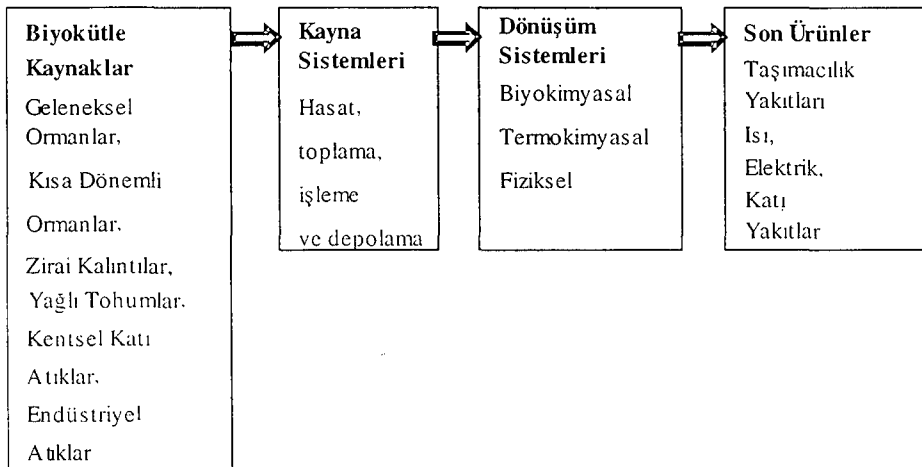 Biyokütle
Kaynaklar
Geleneksel
Ormanlar,
Kısa Dönemli
Ormanlar,
Zirai Kalıntılar,
Yağlı Tohumlar,
Kentsel Katı
Atıklar,
Endüstriyel
Atıklar
Kayna
Sistemleri
Hasat,
toplama,
işleme
ve depolama
Dönüşüm
Sistemleri
Biyokimyasal
Termokimyasal
Fiziksel
Son Ürünler
Taşımacılık
Yakıtları
Isı,
Elektrik,
Katı
Yakıtlar